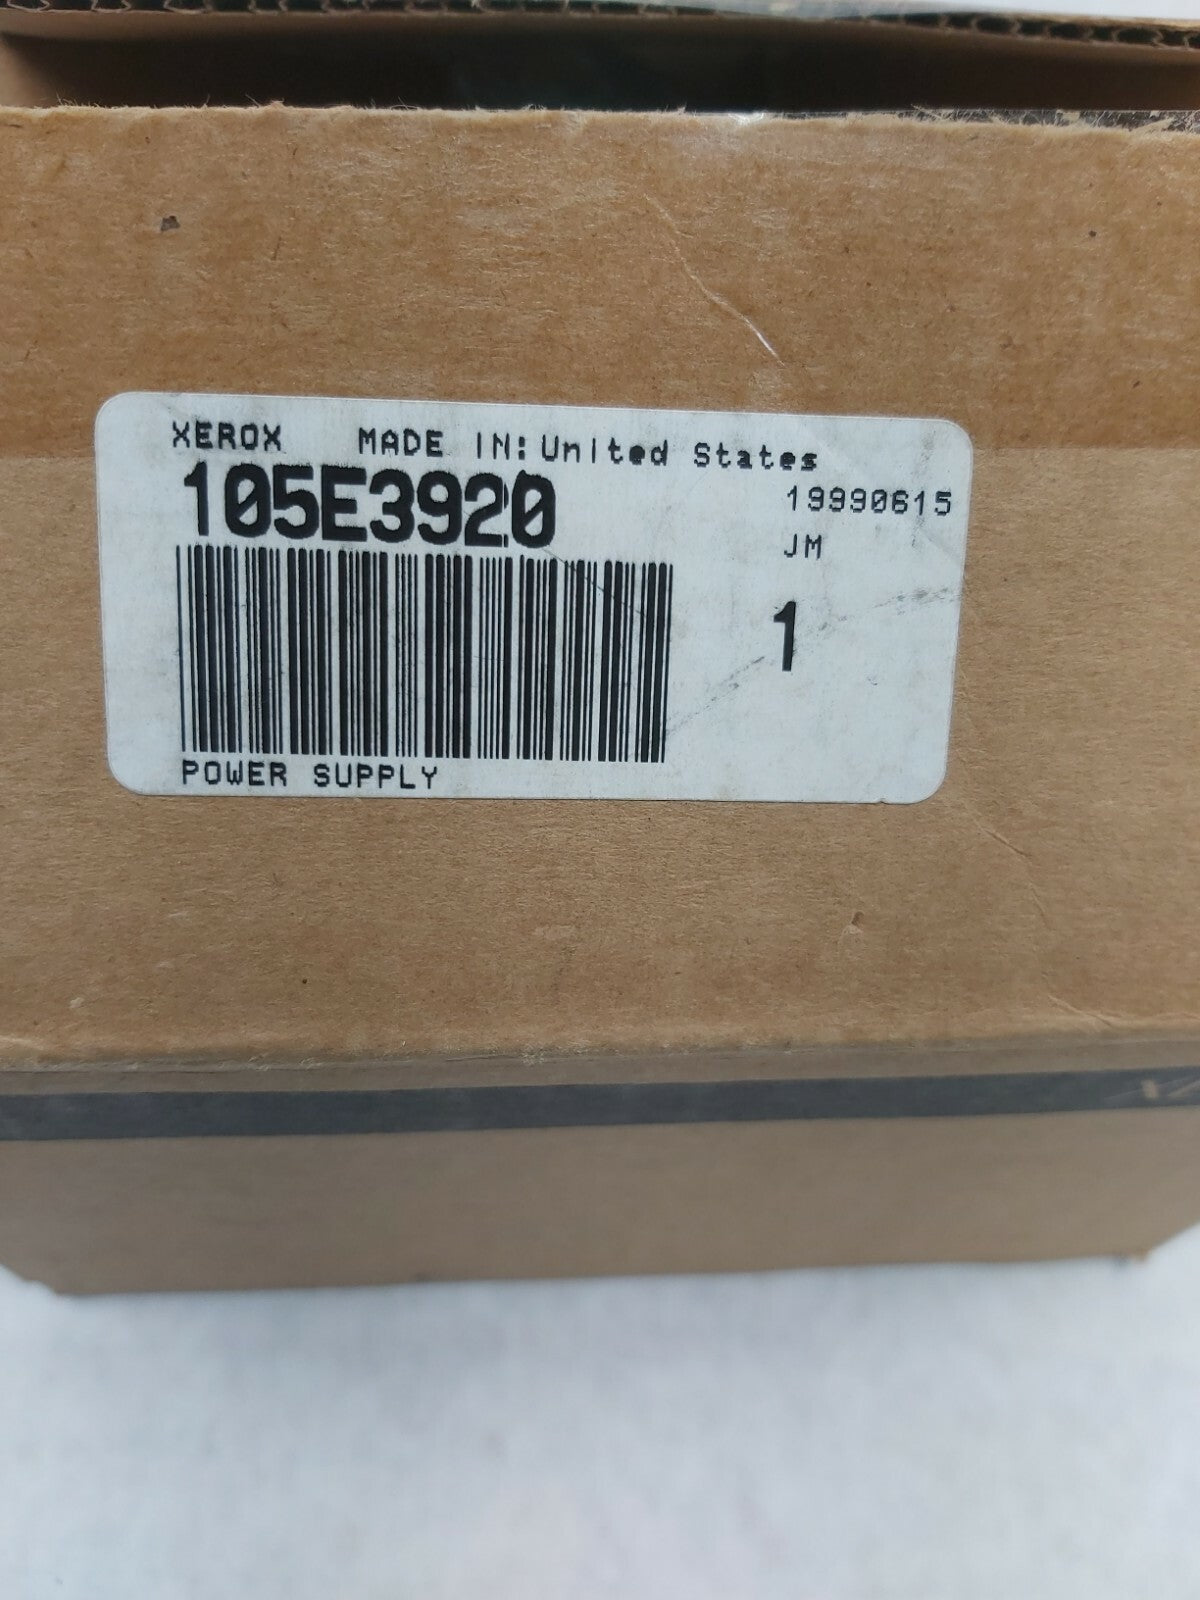 XEROX MADE IN: United States
105E3920
19990615
JM
1
POWER SUPPLY